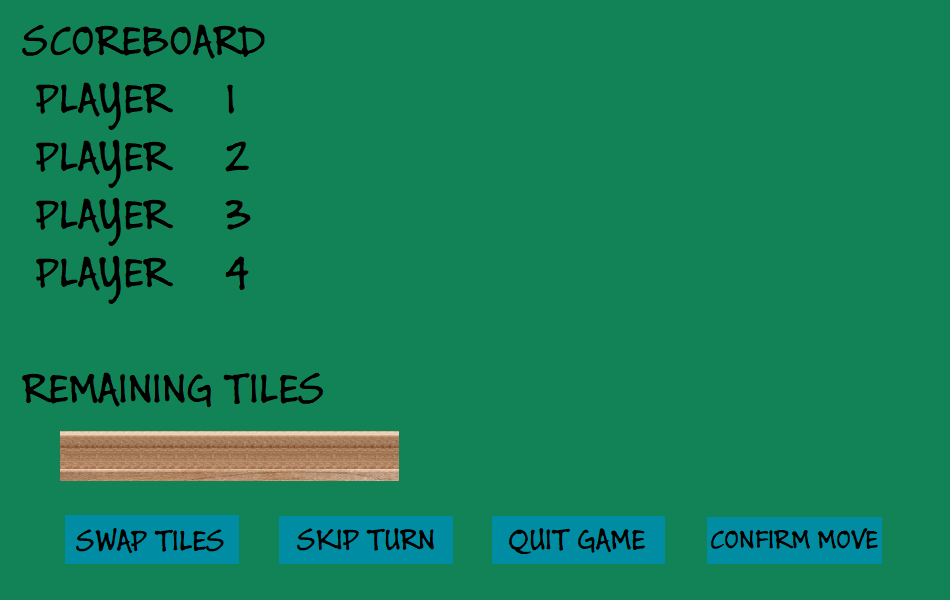 SCOREBOARD
PLAYER 1
PLAYER 2
PLAYER 3
PLAYER 4
REMAINING TILES
SWAP TILES
SKIP TURN
QUIT GAME
CONFIRM MOVE